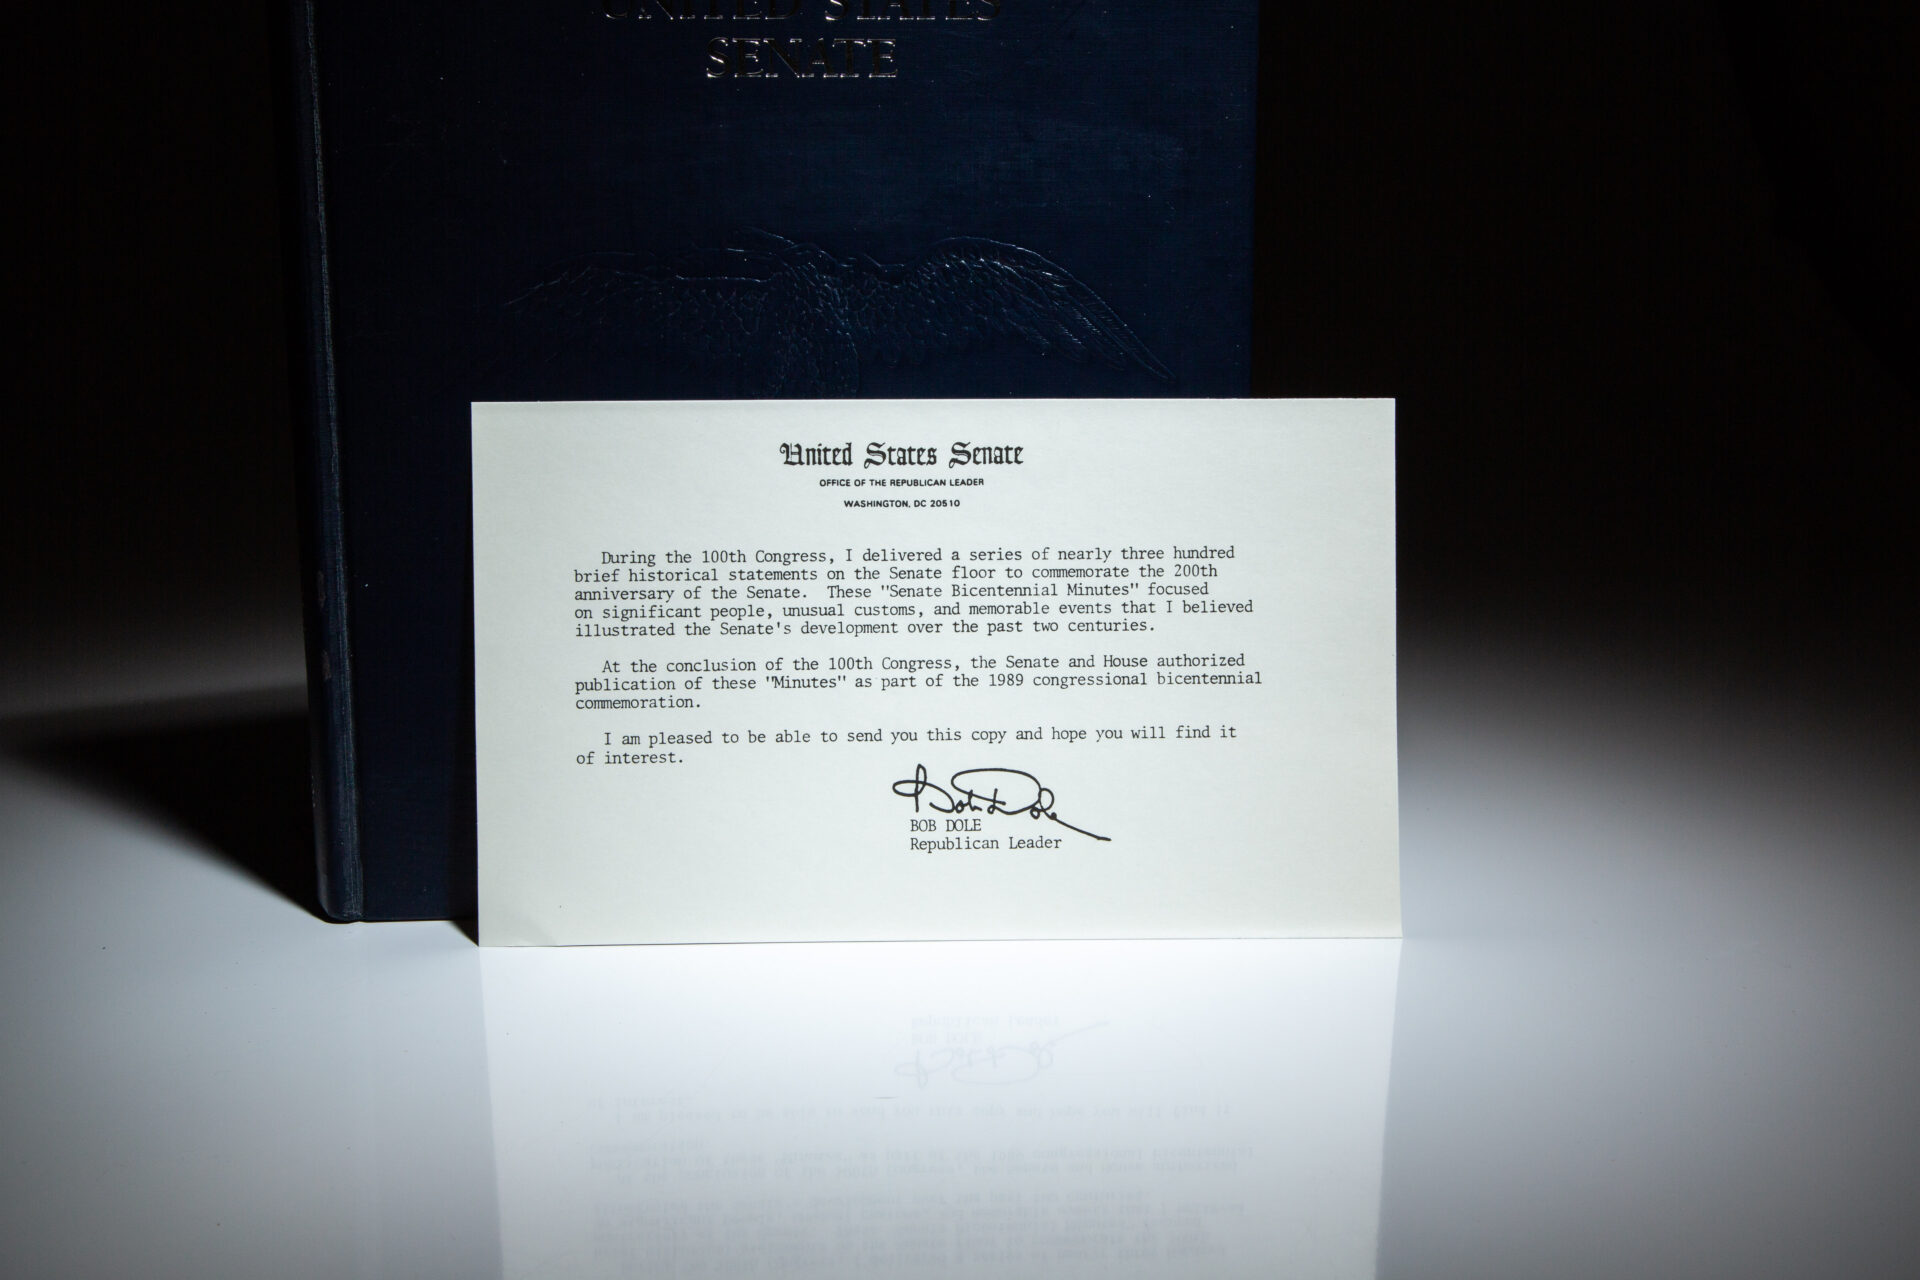 UNITED STATES
SENATE
United States Senate
OFFICE OF THE REPUBLICAN LEADER
WASHINGTON, DC 20510
During the 100th Congress, I delivered a series of nearly three hundred
brief historical statements on the Senate floor to commemorate the 200th
anniversary of the Senate. These "Senate Bicentennial Minutes" focused
on significant people, unusual customs, and memorable events that I believed
illustrated the Senate's development over the past two centuries.
At the conclusion of the 100th Congress, the Senate and House authorized
publication of these "Minutes" as part of the 1989 congressional bicentennial
commemoration.
I am pleased to be able to send you this copy and hope you will find it
of interest.
Bob Dole
BOB DOLE
Republican Leader